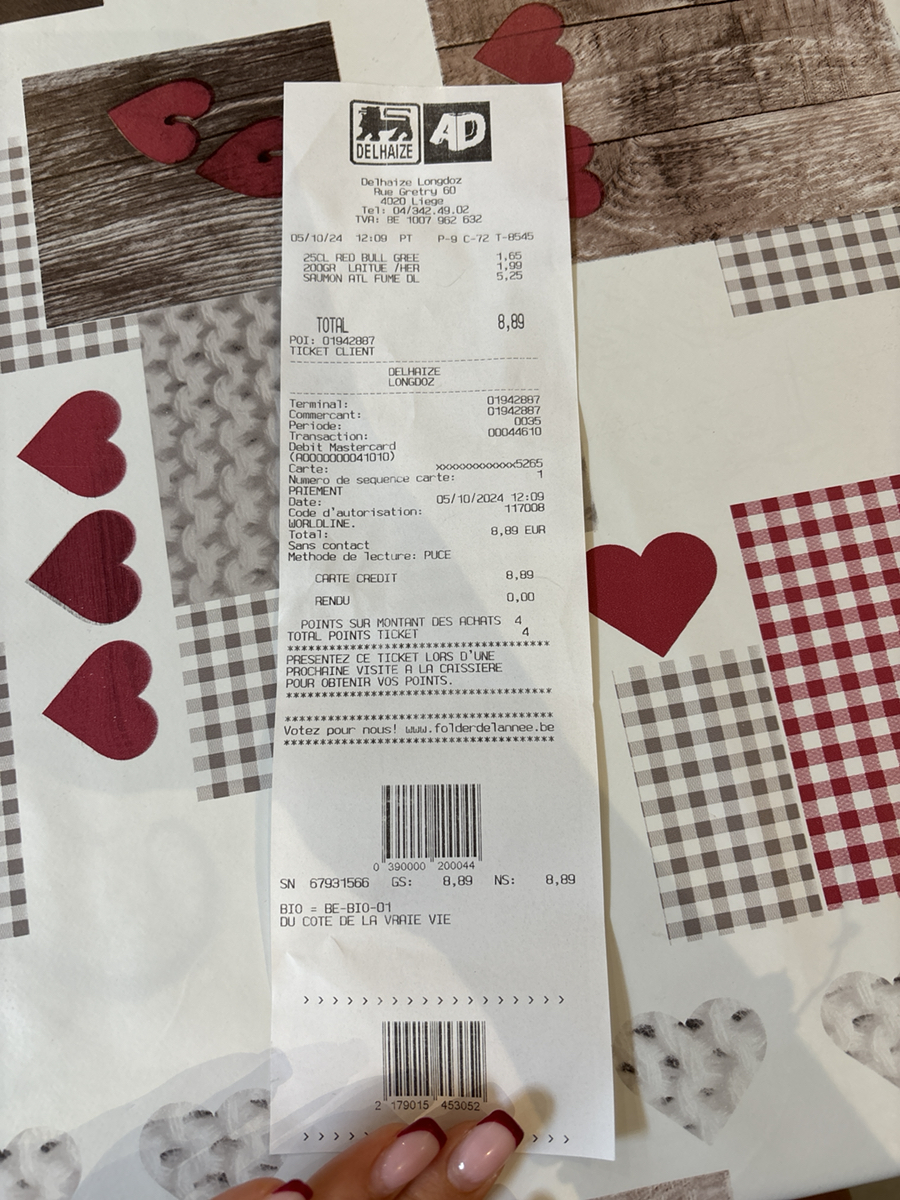 DELHAIZE AD
Delhaize Longdoz
Rue Gretry 60
4020 Liege
Tel: 04/342.49.02
TVA: BE 1007 962 632
05/10/24 12:09 PT P-9 C-72 T-8545
25CL RED BULL GREE 1,65
200GR LAITUE /HER 1,99
SAUMON ATL FUME DL 5,25
TOTAL 8,89
POI: 01942887
TICKET CLIENT
DELHAIZE
LONGDOZ
Terminal: 01942887
Commercant: 01942887
Periode: 0035
Transaction: 00044610
Debit Mastercard
(A0000000041010)
Carte: xxxxxxxxxxxx5265
Numero de sequence carte: 1
PAIEMENT
Date: 05/10/2024 12:09
Code d'autorisation: 117008
WORLDLINE.
Total: 8,89 EUR
Sans contact
Methode de lecture: PUCE
CARTE CREDIT 8,89
RENDU 0,00
POINTS SUR MONTANT DES ACHATS 4
TOTAL POINTS TICKET 4
****************************************
PRESENTEZ CE TICKET LORS D'UNE
PROCHAINE VISITE A LA CAISSIERE
POUR OBTENIR VOS POINTS.
****************************************
****************************************
Votez pour nous! www.folderdelannee.be
****************************************
0 390000 200044
SN 67931566 GS: 8,89 NS: 8,89
BIO = BE-BIO-01
DU COTE DE LA VRAIE VIE
> > > > > > > > > > > > > > > > > >
2 179015 453052
> > > > > > > > >